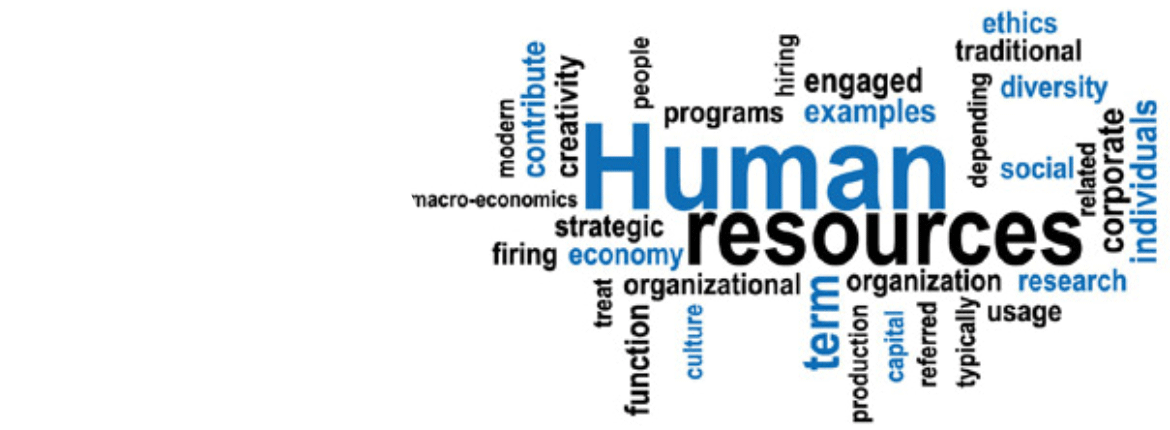 ethics
traditional
hiring
people
contribute
creativity
modern
engaged
depending
diversity
programs
examples
individuals
corporate
Human
social
related
macro-economics
strategic
resources
firing
economy
treat
organizational
term
organization
research
function
culture
production
capital
referred
typically
usage